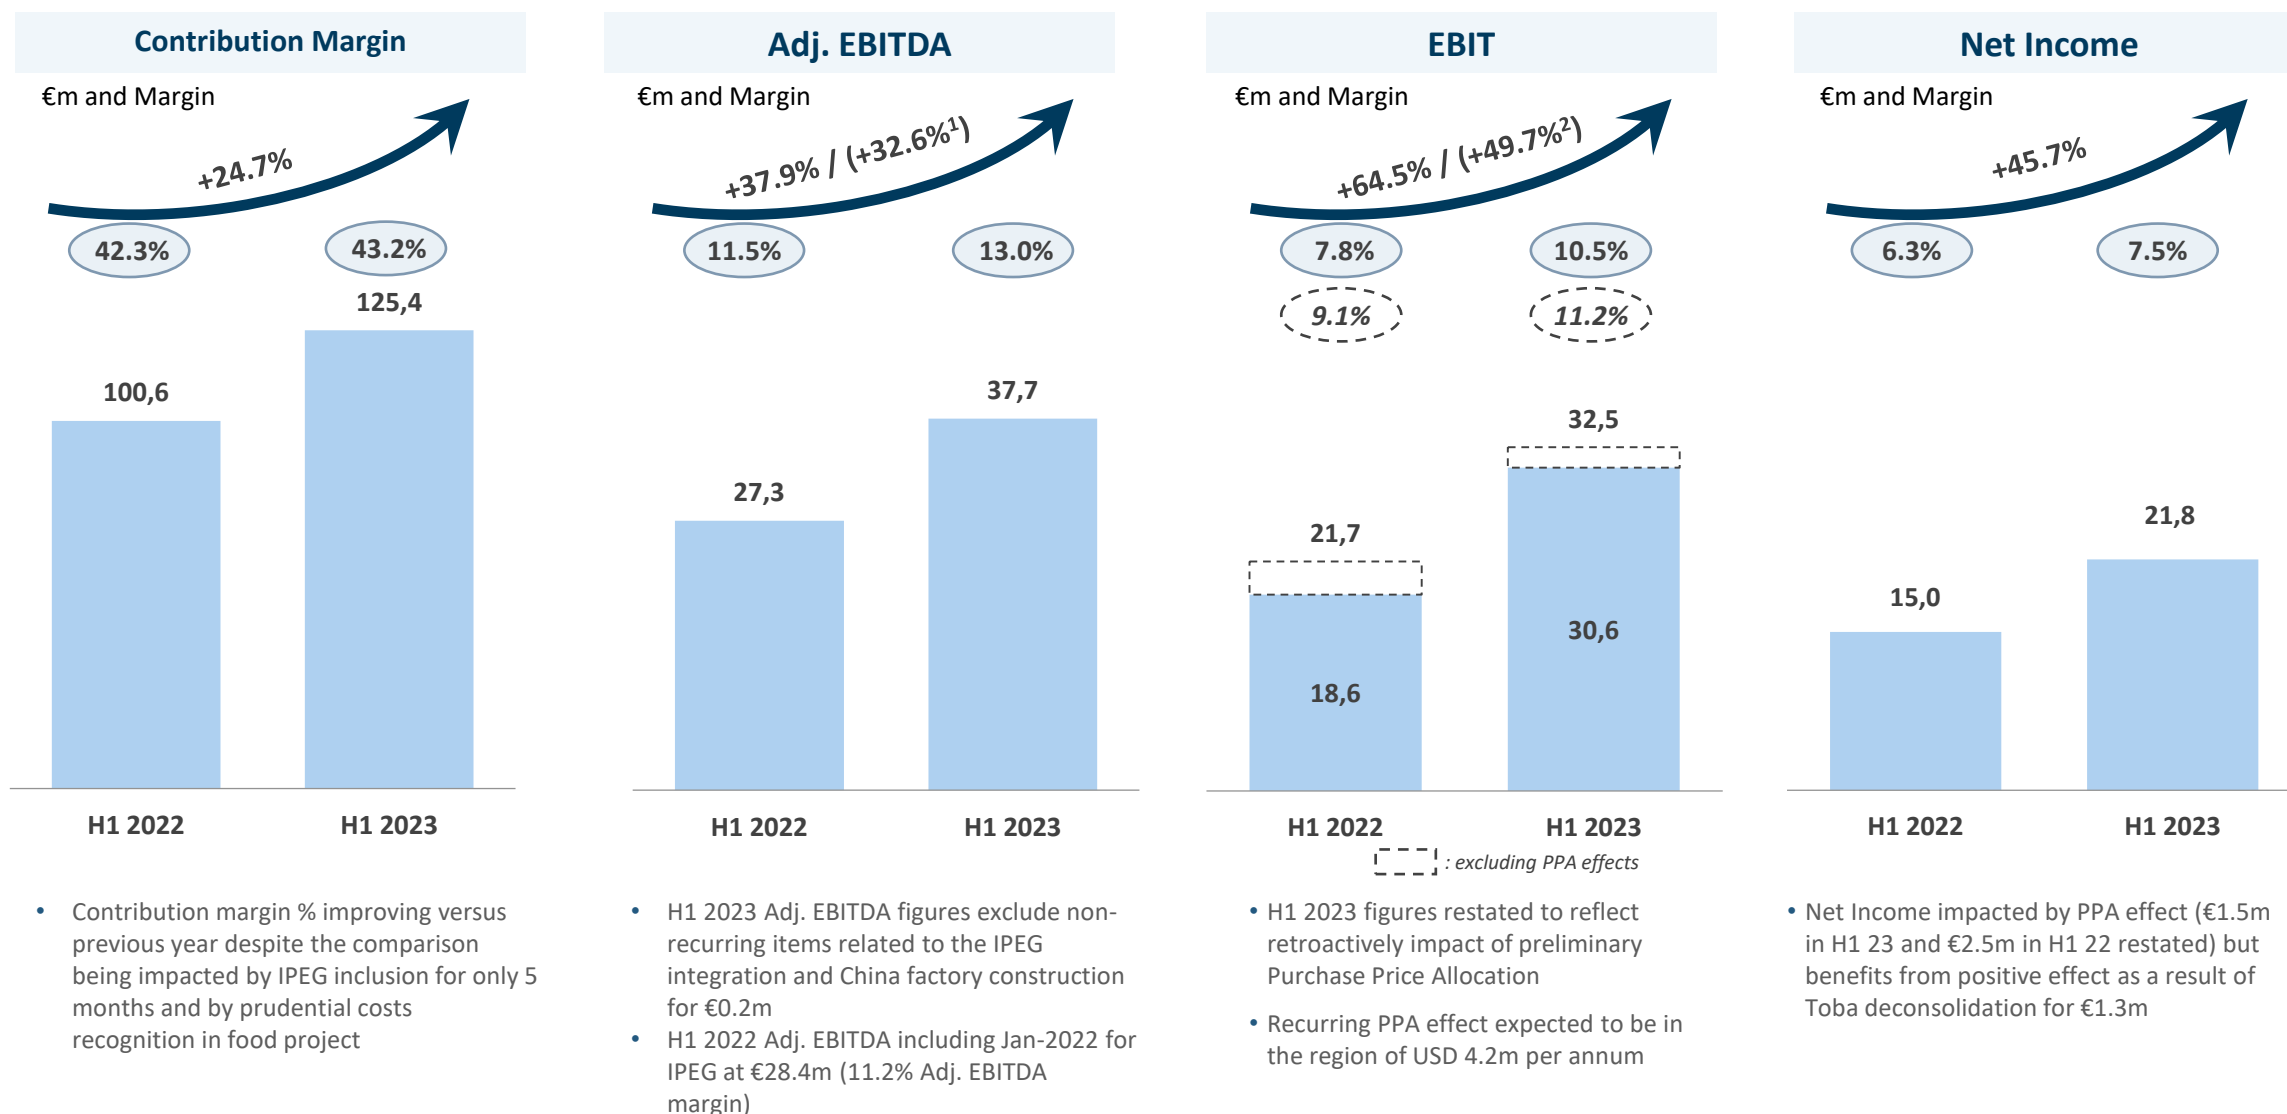 Contribution Margin
€m and Margin
+24.7%
42.3%
43.2%
125,4
100,6
H1 2022
H1 2023
• Contribution margin % improving versus
previous year despite the comparison
being impacted by IPEG inclusion for only 5
months and by prudential costs
recognition in food project
Adj. EBITDA
€m and Margin
+37.9% / (+32.6%¹)
11.5%
13.0%
37,7
27,3
H1 2022
H1 2023
• H1 2023 Adj. EBITDA figures exclude non-
recurring items related to the IPEG
integration and China factory construction
for €0.2m
• H1 2022 Adj. EBITDA including Jan-2022 for
IPEG at €28.4m (11.2% Adj. EBITDA
margin)
EBIT
€m and Margin
+64.5% / (+49.7%²)
7.8%
10.5%
9.1%
11.2%
32,5
21,7
30,6
18,6
H1 2022
H1 2023
: excluding PPA effects
• H1 2023 figures restated to reflect
retroactively impact of preliminary
Purchase Price Allocation
• Recurring PPA effect expected to be in
the region of USD 4.2m per annum
Net Income
€m and Margin
+45.7%
6.3%
7.5%
21,8
15,0
H1 2022
H1 2023
• Net Income impacted by PPA effect (€1.5m
in H1 23 and €2.5m in H1 22 restated) but
benefits from positive effect as a result of
Toba deconsolidation for €1.3m